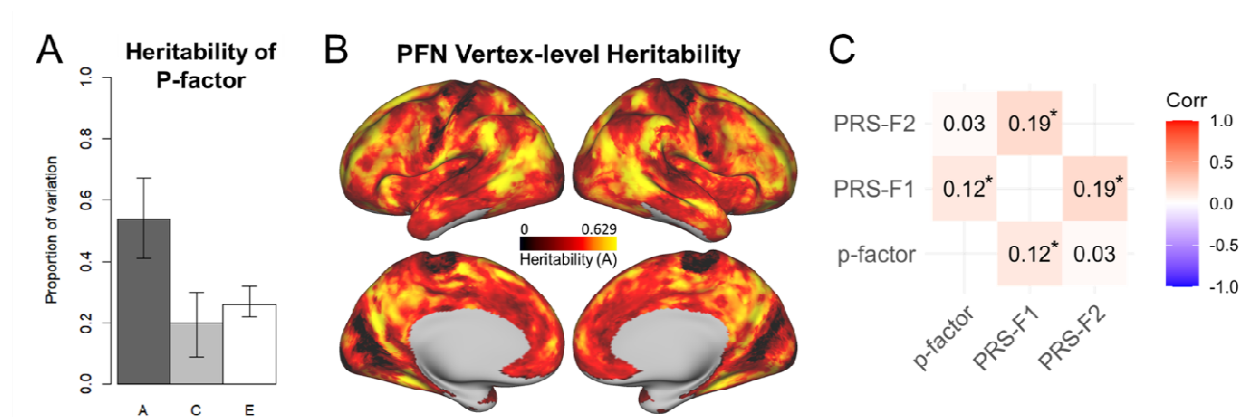 A
Heritability of
P-factor
Proportion of variation
1.0
0.8
0.6
0.4
0.2
0.0
A C E
B
PFN Vertex-level Heritability
0 0.629
Heritability (A)
C
PRS-F2 0.03 0.19*
PRS-F1 0.12* 0.19*
p-factor 0.12* 0.03
p-factor PRS-F1 PRS-F2
Corr
1.0
0.5
0.0
-0.5
-1.0